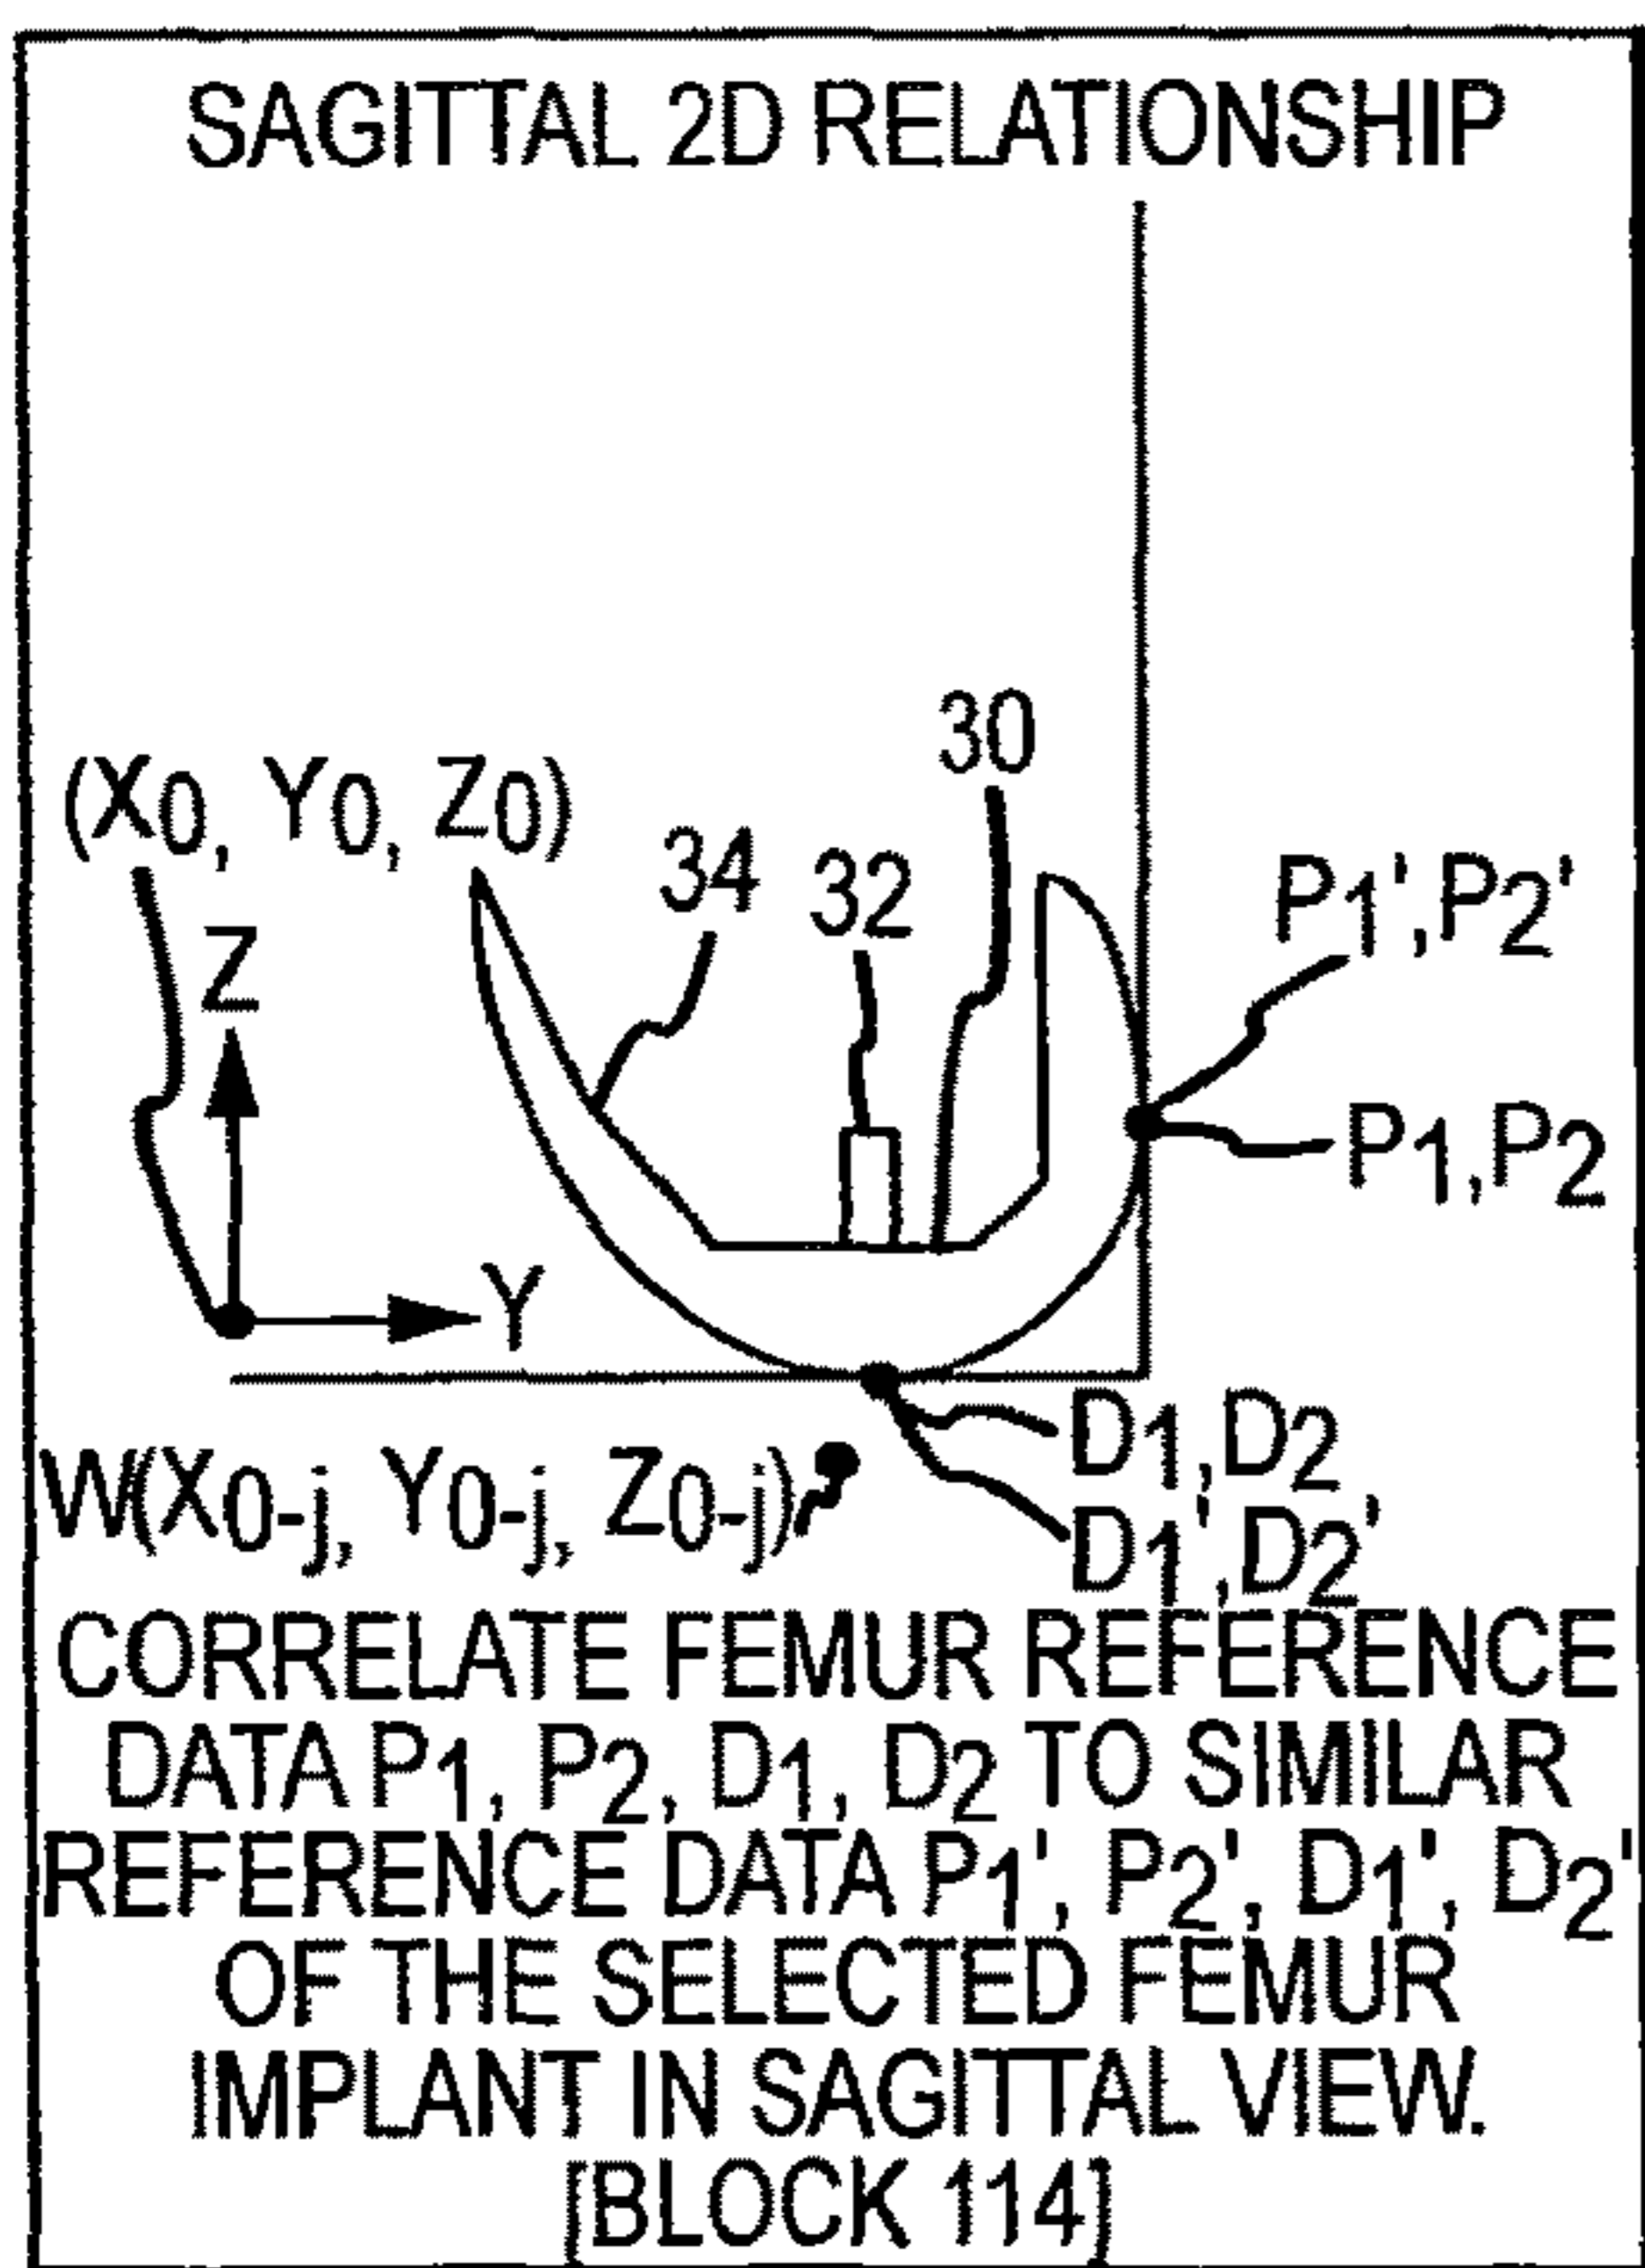 SAGITTAL 2D RELATIONSHIP
30
(X0, Y0, Z0)
34
32
P1',P2'
Z
P1,P2
Y
D1,D2
W(X0-j, Y0-j, Z0-j)
D1',D2'
CORRELATE FEMUR REFERENCE
DATA P1, P2, D1, D2 TO SIMILAR
REFERENCE DATA P1', P2', D1', D2'
OF THE SELECTED FEMUR
IMPLANT IN SAGITTAL VIEW.
[BLOCK 114]